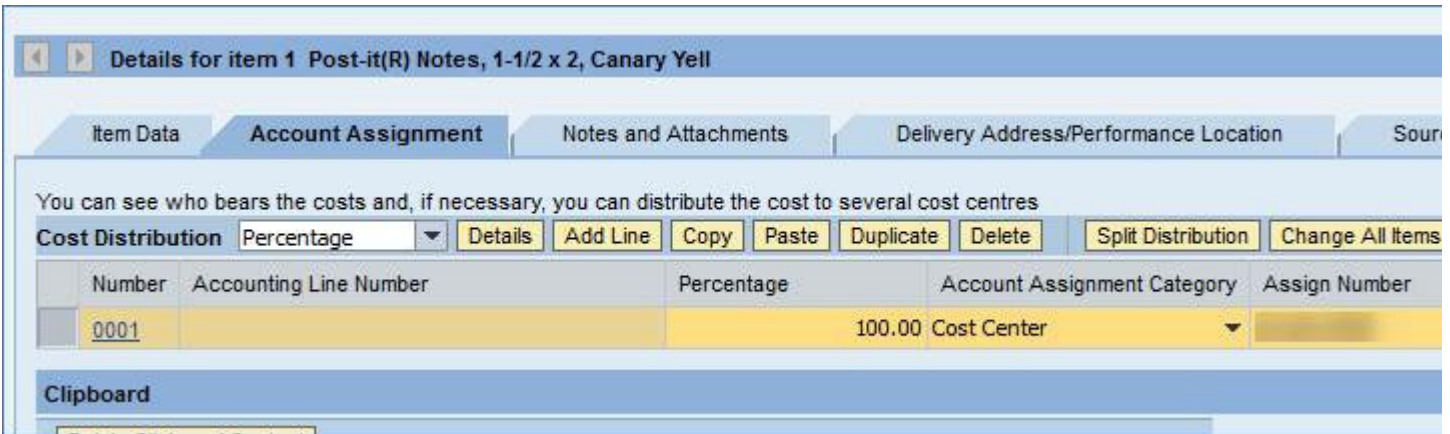 Details for item 1 Post-it(R) Notes, 1-1/2 x 2, Canary Yell
Item Data Account Assignment Notes and Attachments Delivery Address/Performance Location Sour
You can see who bears the costs and, if necessary, you can distribute the cost to several cost centres
Cost Distribution Percentage Details Add Line Copy Paste Duplicate Delete Split Distribution Change All Items
Number Accounting Line Number Percentage Account Assignment Category Assign Number
0001 100.00 Cost Center
Clipboard